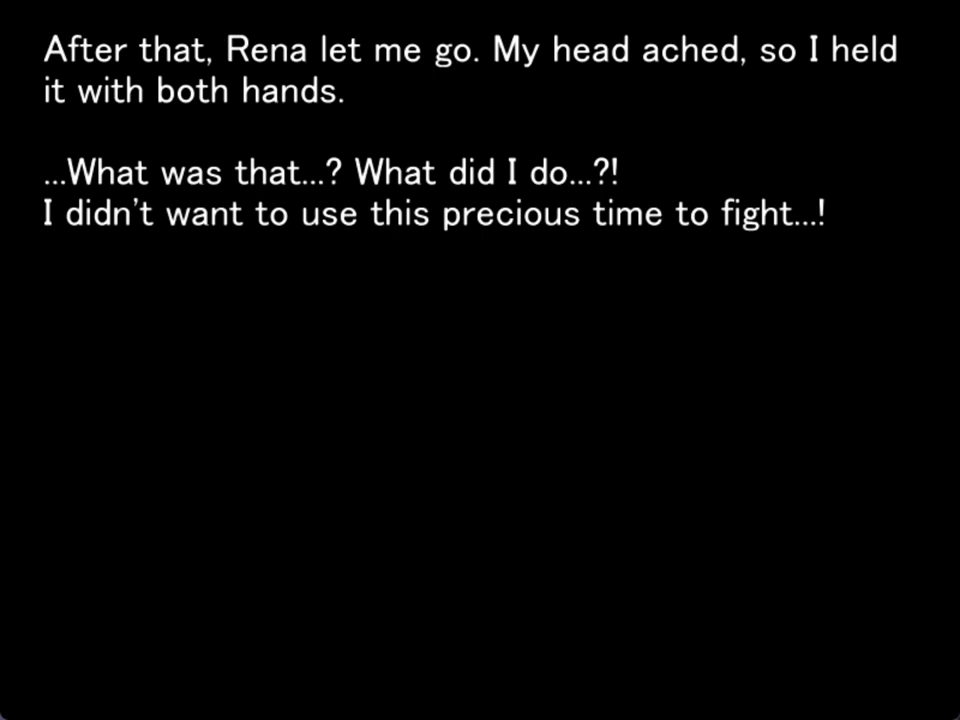 After that, Rena let me go. My head ached, so I held
it with both hands.
...What was that...? What did I do...?!
I didn't want to use this precious time to fight...!